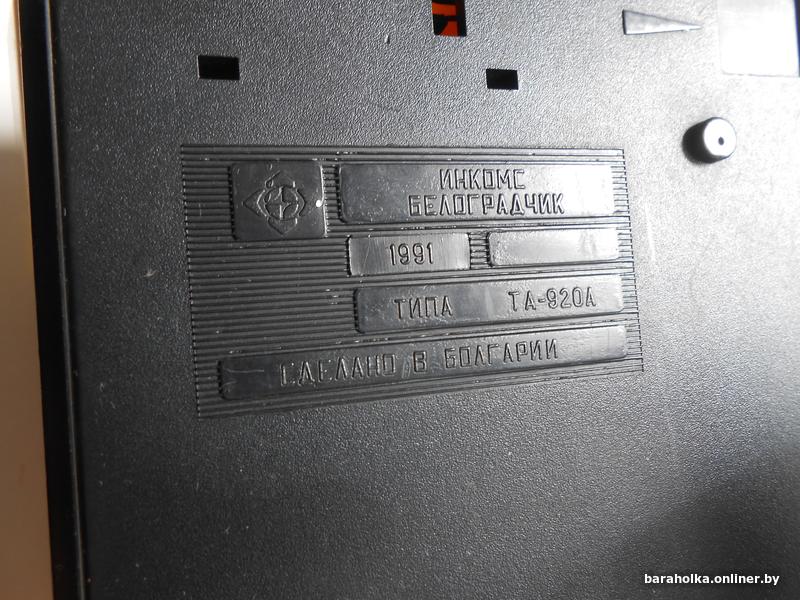 ИНКОМС
БЕЛОГРАДЧИК
1991
ТИПА ТА-920А
СДЕЛАНО В БОЛГАРИИ
baraholka.onliner.by